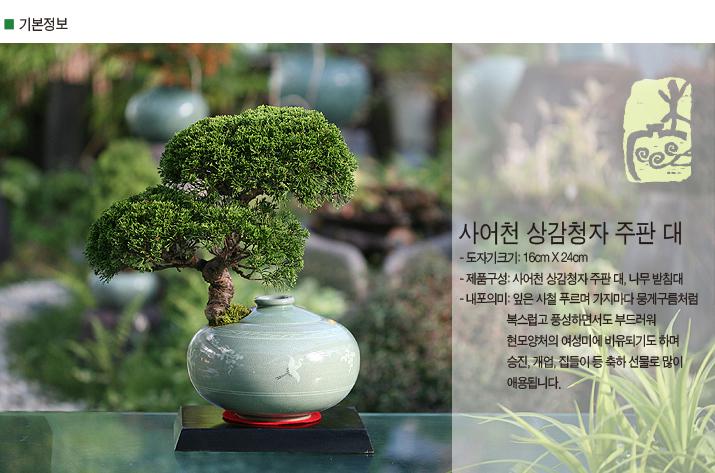 기본정보
사어천 상감청자 주판 대
- 도자기크기: 16cm X 24cm
- 제품구성: 사어천 상감청자 주판 대, 나무 받침대
- 내포의미: 잎은 사철 푸르며 가지마다 뭉게구름처럼
복스럽고 풍성하면서도 부드러워
현모양처의 여성미에 비유되기도 하며
승진, 개업, 집들이 등 축하 선물로 많이
애용됩니다.